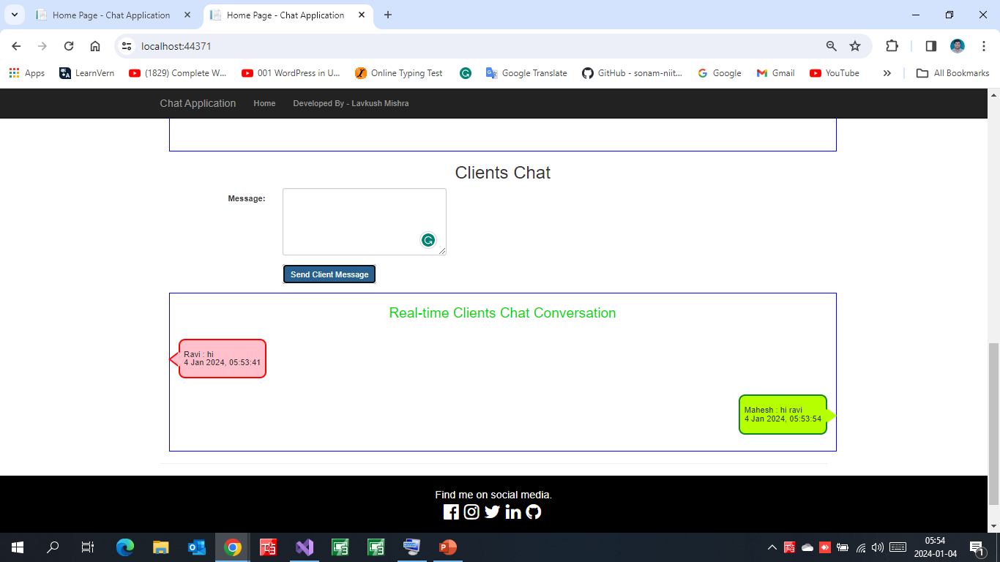 Home Page - Chat Application
Home Page - Chat Application
localhost:44371
Apps
LearnVern
(1829) Complete W...
001 WordPress in U...
Online Typing Test
Google Translate
GitHub - sonam-niit...
Google
Gmail
YouTube
All Bookmarks
Chat Application
Home
Developed By - Lavkush Mishra
Clients Chat
Message:
Send Client Message
Real-time Clients Chat Conversation
Ravi : hi
4 Jan 2024, 05:53:41
Mahesh : hi ravi
4 Jan 2024, 05:53:54
Find me on social media.
05:54
2024-01-04
1